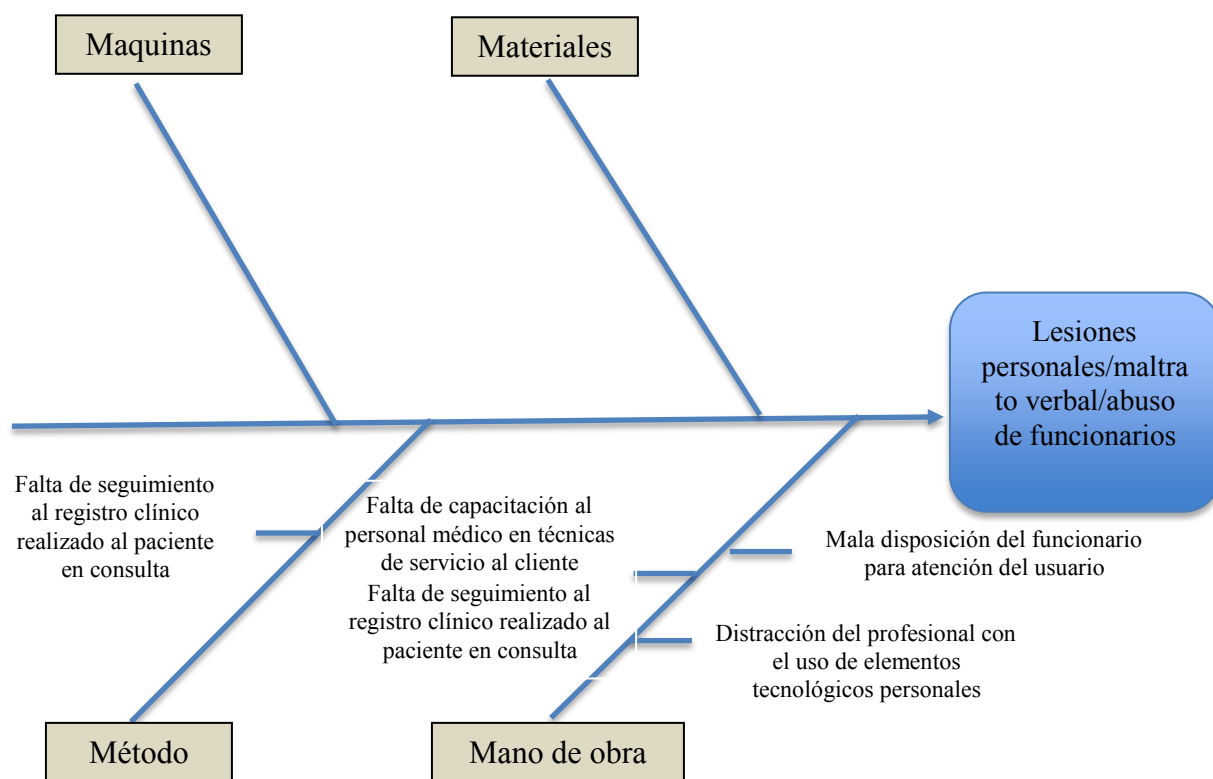 Maquinas
Materiales
Lesiones
personales/maltra
to verbal/abuso
de funcionarios
Falta de seguimiento
al registro clínico
realizado al paciente
en consulta
Falta de capacitación al
personal médico en técnicas
de servicio al cliente
Falta de seguimiento al
registro clínico realizado al
paciente en consulta
Mala disposición del funcionario
para atención del usuario
Distracción del profesional con
el uso de elementos
tecnológicos personales
Método
Mano de obra